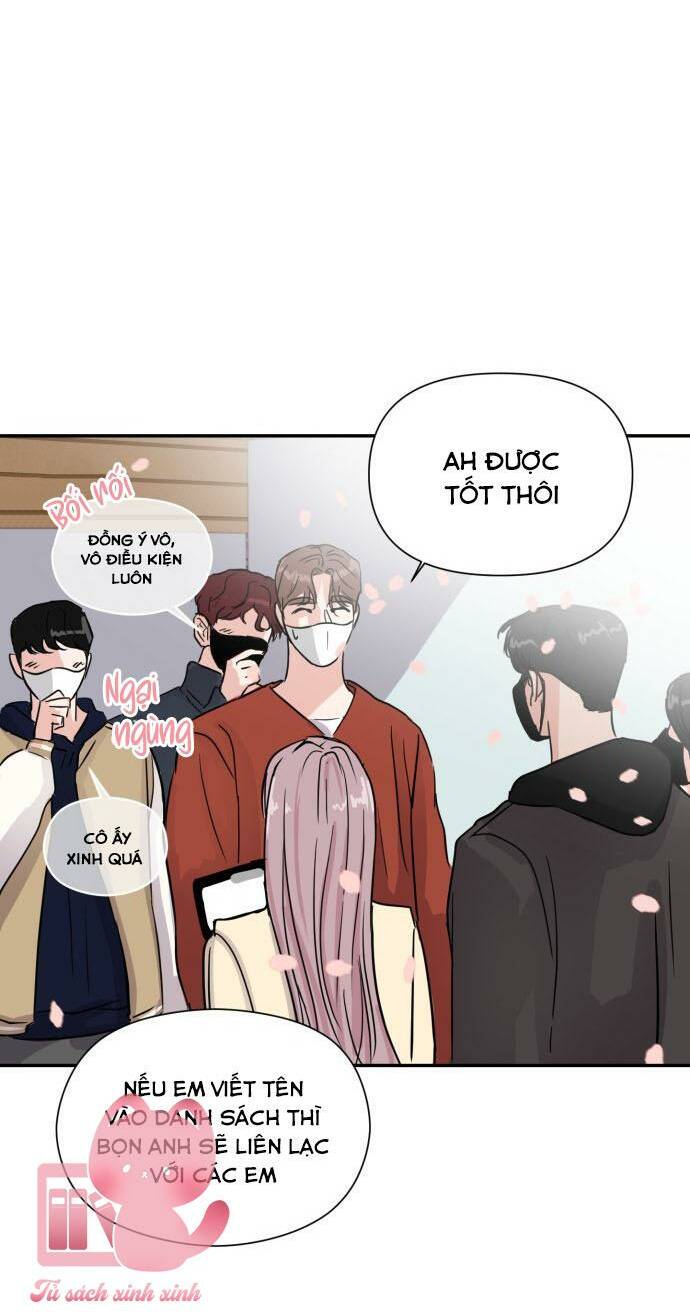 AH ĐƯỢC
TỐT THÔI
Bối rối
ĐỒNG Ý VÔ,
VÔ ĐIỀU KIỆN
LUÔN
Ngại
ngùng
CÔ ẤY
XINH QUÁ
NẾU EM VIẾT TÊN
VÀO DANH SÁCH THÌ
BỌN ANH SẼ LIÊN LẠC
VỚI CÁC EM
Tủ sách xinh xinh